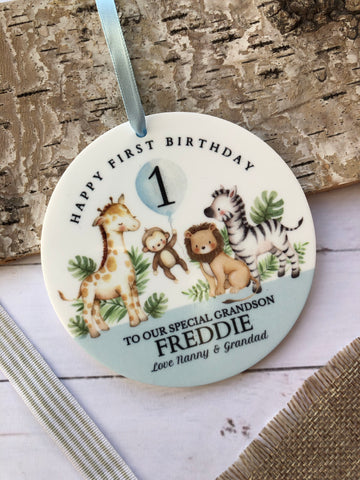 HAPPY FIRST BIRTHDAY
1
TO OUR SPECIAL GRANDSON
FREDDIE
Love Nanny & Grandad